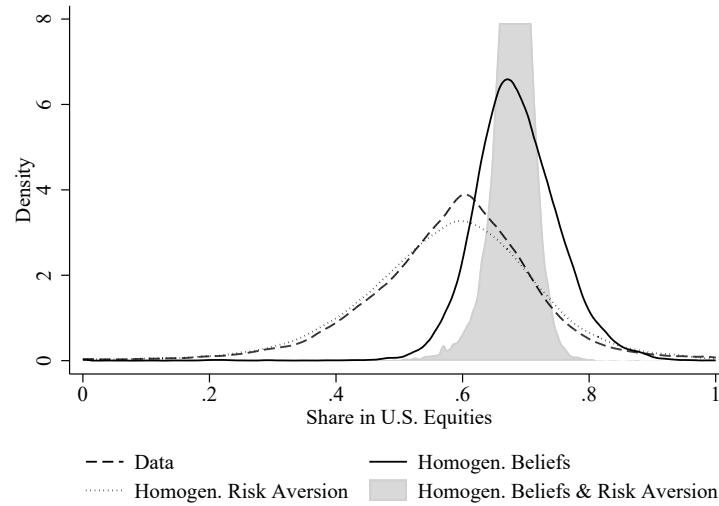 8
6
4
2
0
Density
0 .2 .4 .6 .8 1
Share in U.S. Equities
Data Homogen. Beliefs
Homogen. Risk Aversion Homogen. Beliefs & Risk Aversion